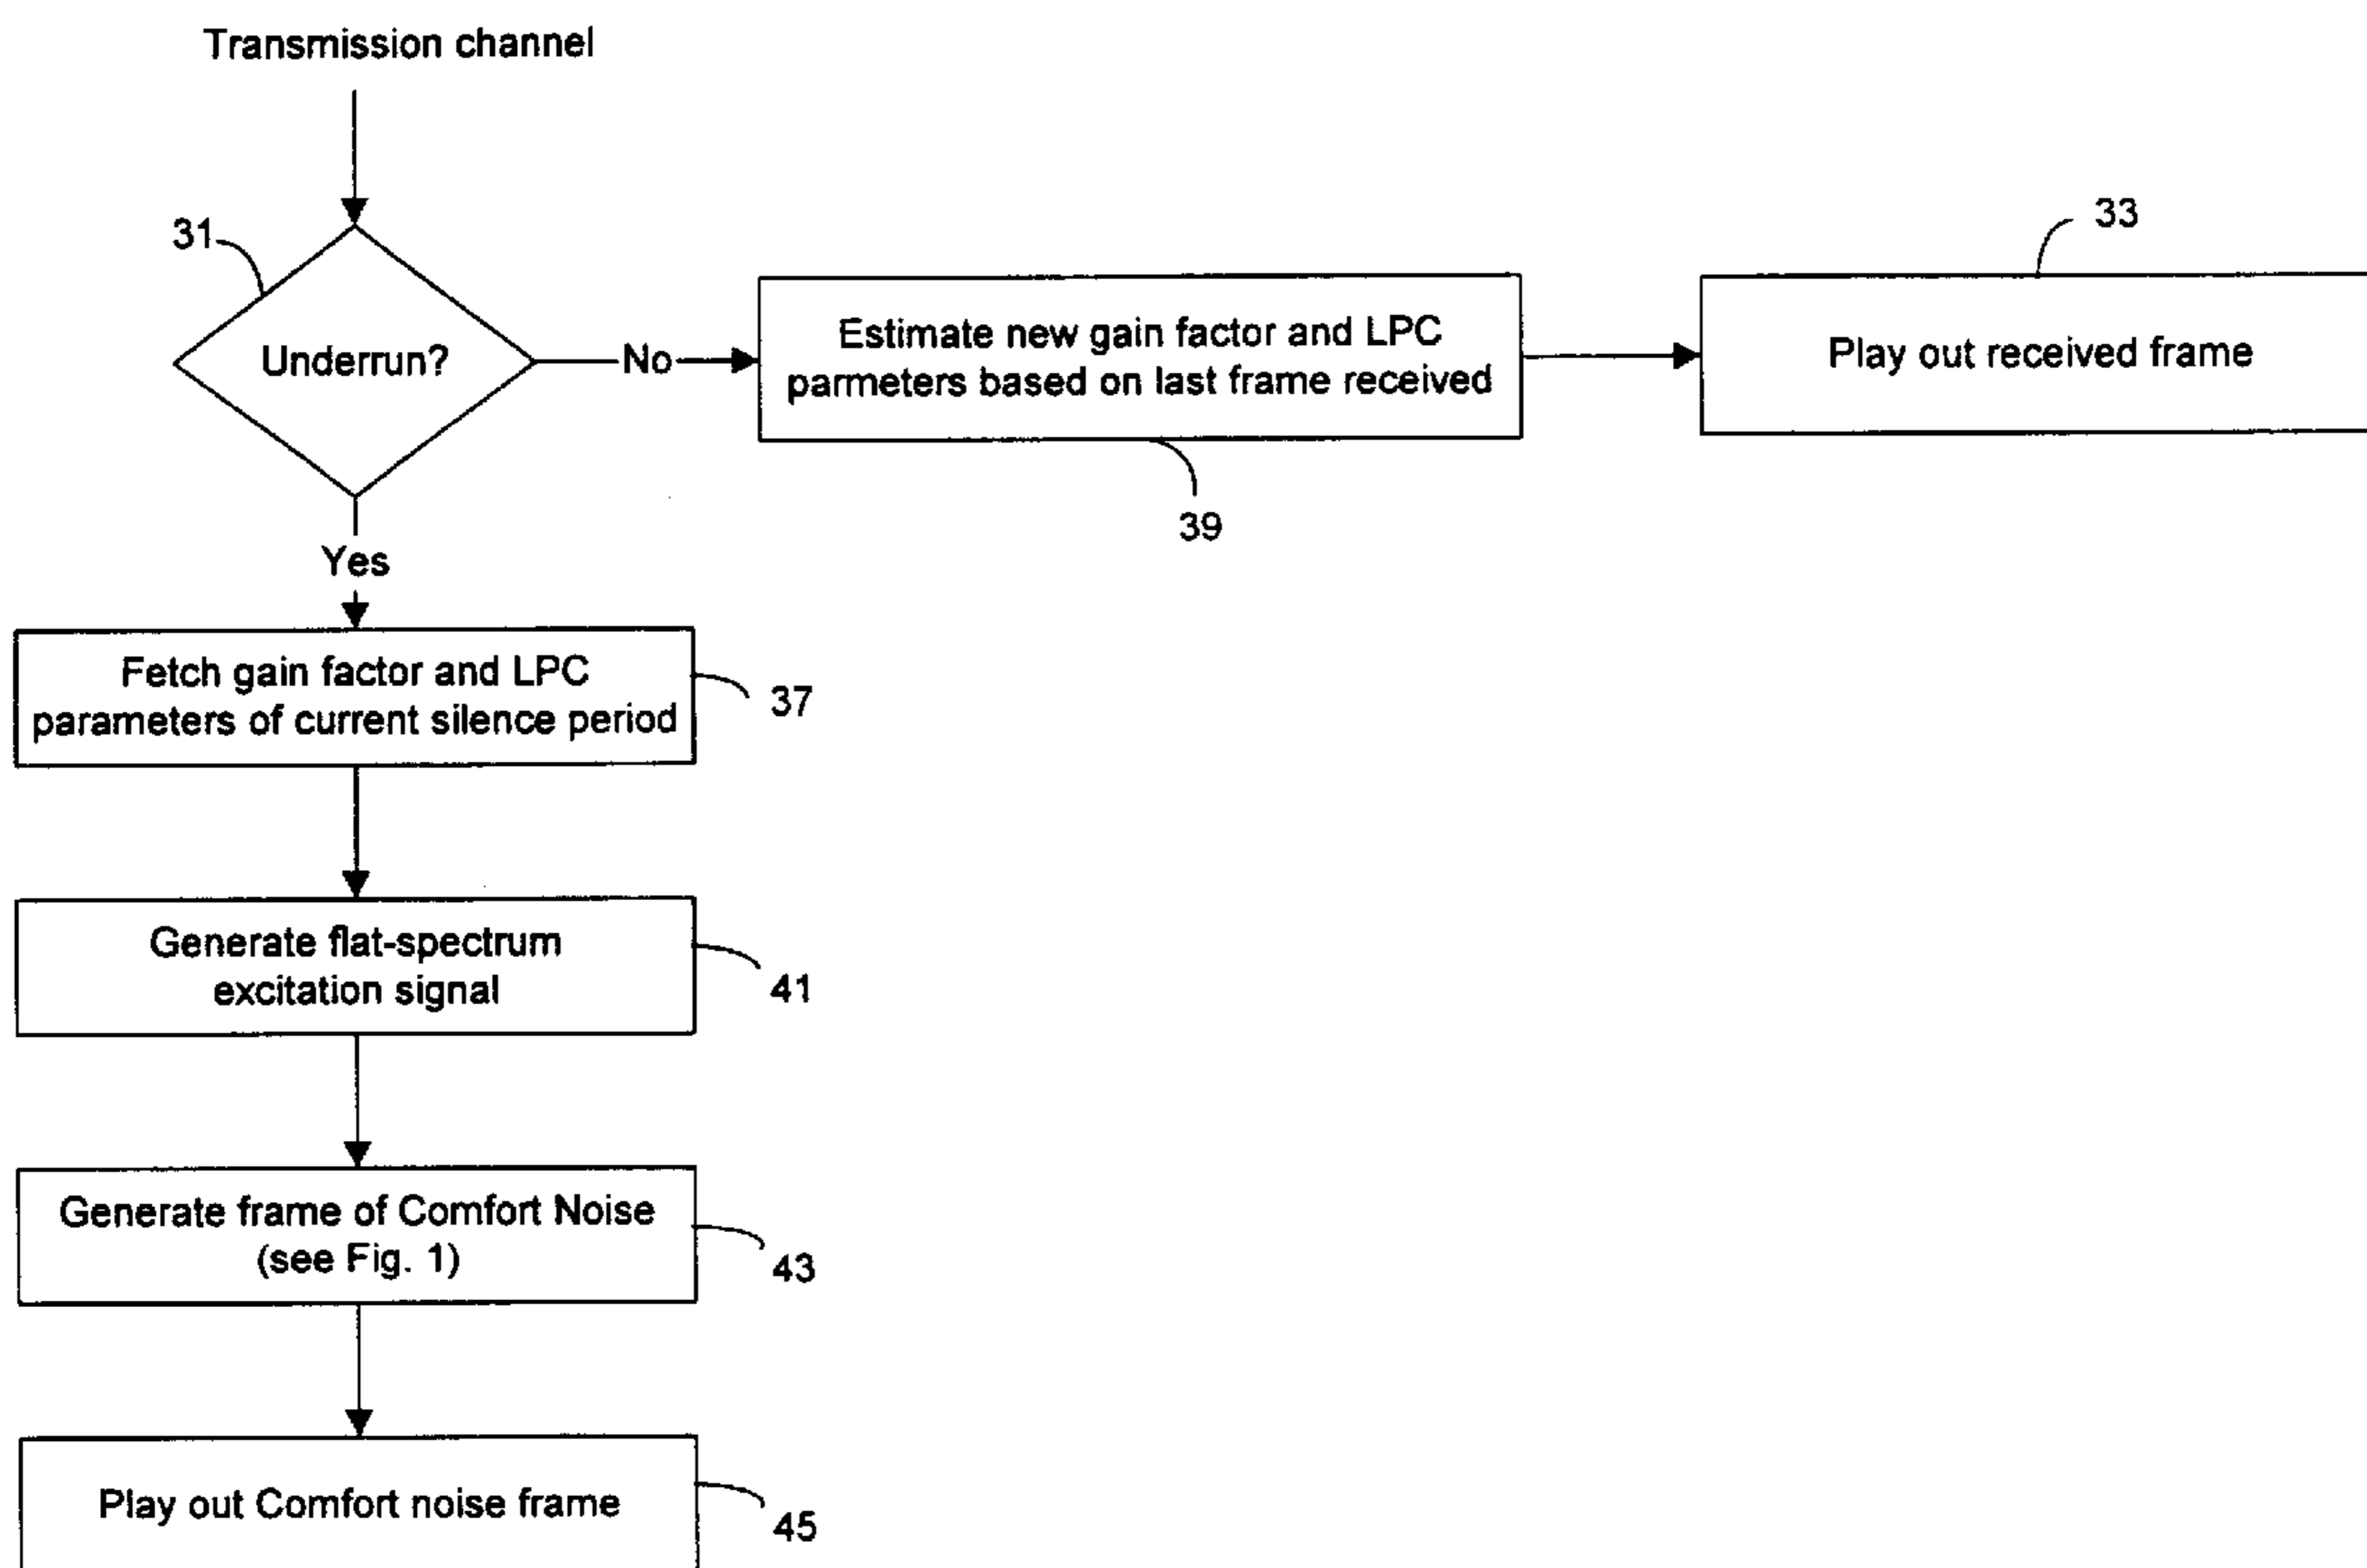 Transmission channel
31
Underrun?
No
Estimate new gain factor and LPC
parmeters based on last frame received
39
33
Play out received frame
Yes
Fetch gain factor and LPC
parameters of current silence period
37
Generate flat-spectrum
excitation signal
41
Generate frame of Comfort Noise
(see Fig. 1)
43
Play out Comfort noise frame
45